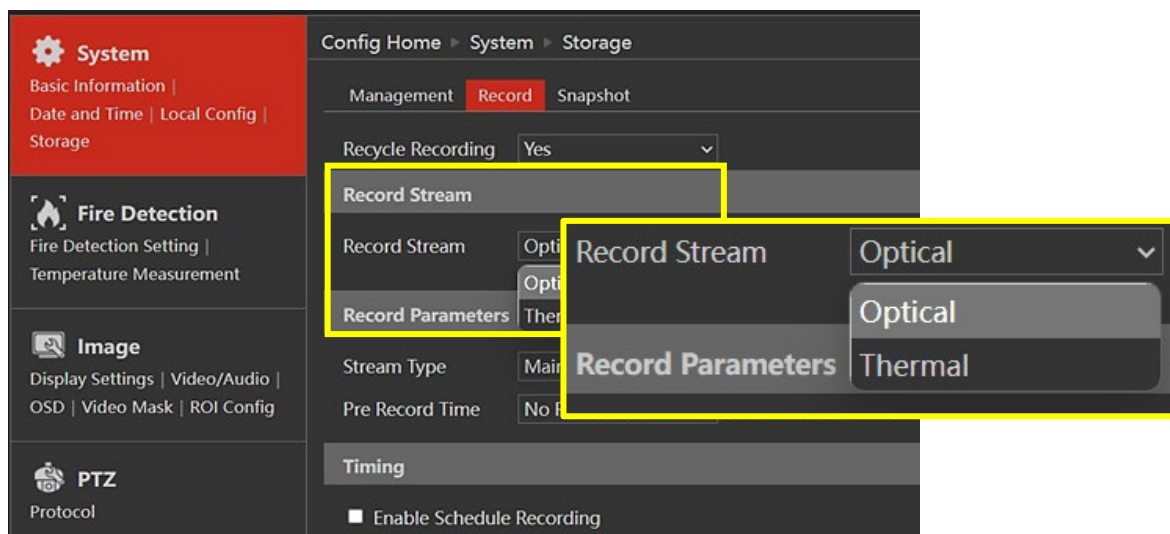 System
Basic Information |
Date and Time | Local Config |
Storage
Fire Detection
Fire Detection Setting |
Temperature Measurement
Image
Display Settings | Video/Audio |
OSD | Video Mask | ROI Config
PTZ
Protocol
Config Home ▸ System ▸ Storage
Management Record Snapshot
Recycle Recording Yes
Record Stream
Record Stream
Record Parameters
Stream Type
Pre Record Time No
Timing
Enable Schedule Recording
Record Stream Optical
Optical
Record Parameters Thermal